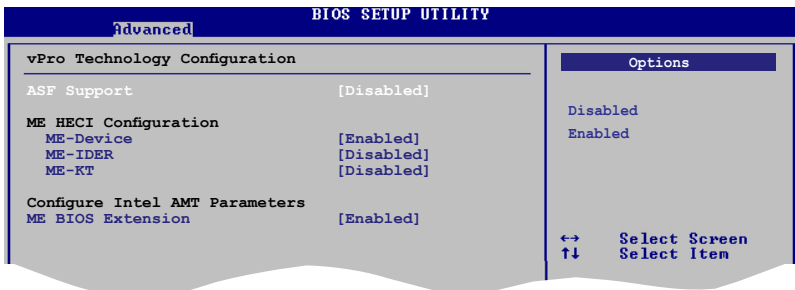 BIOS SETUP UTILITY
Advanced
vPro Technology Configuration
ASF Support [Disabled]
ME HECI Configuration
ME-Device [Enabled]
ME-IDER [Disabled]
ME-KT [Disabled]
Configure Intel AMT Parameters
ME BIOS Extension [Enabled]
Options
Disabled
Enabled
←→ Select Screen
↑↓ Select Item